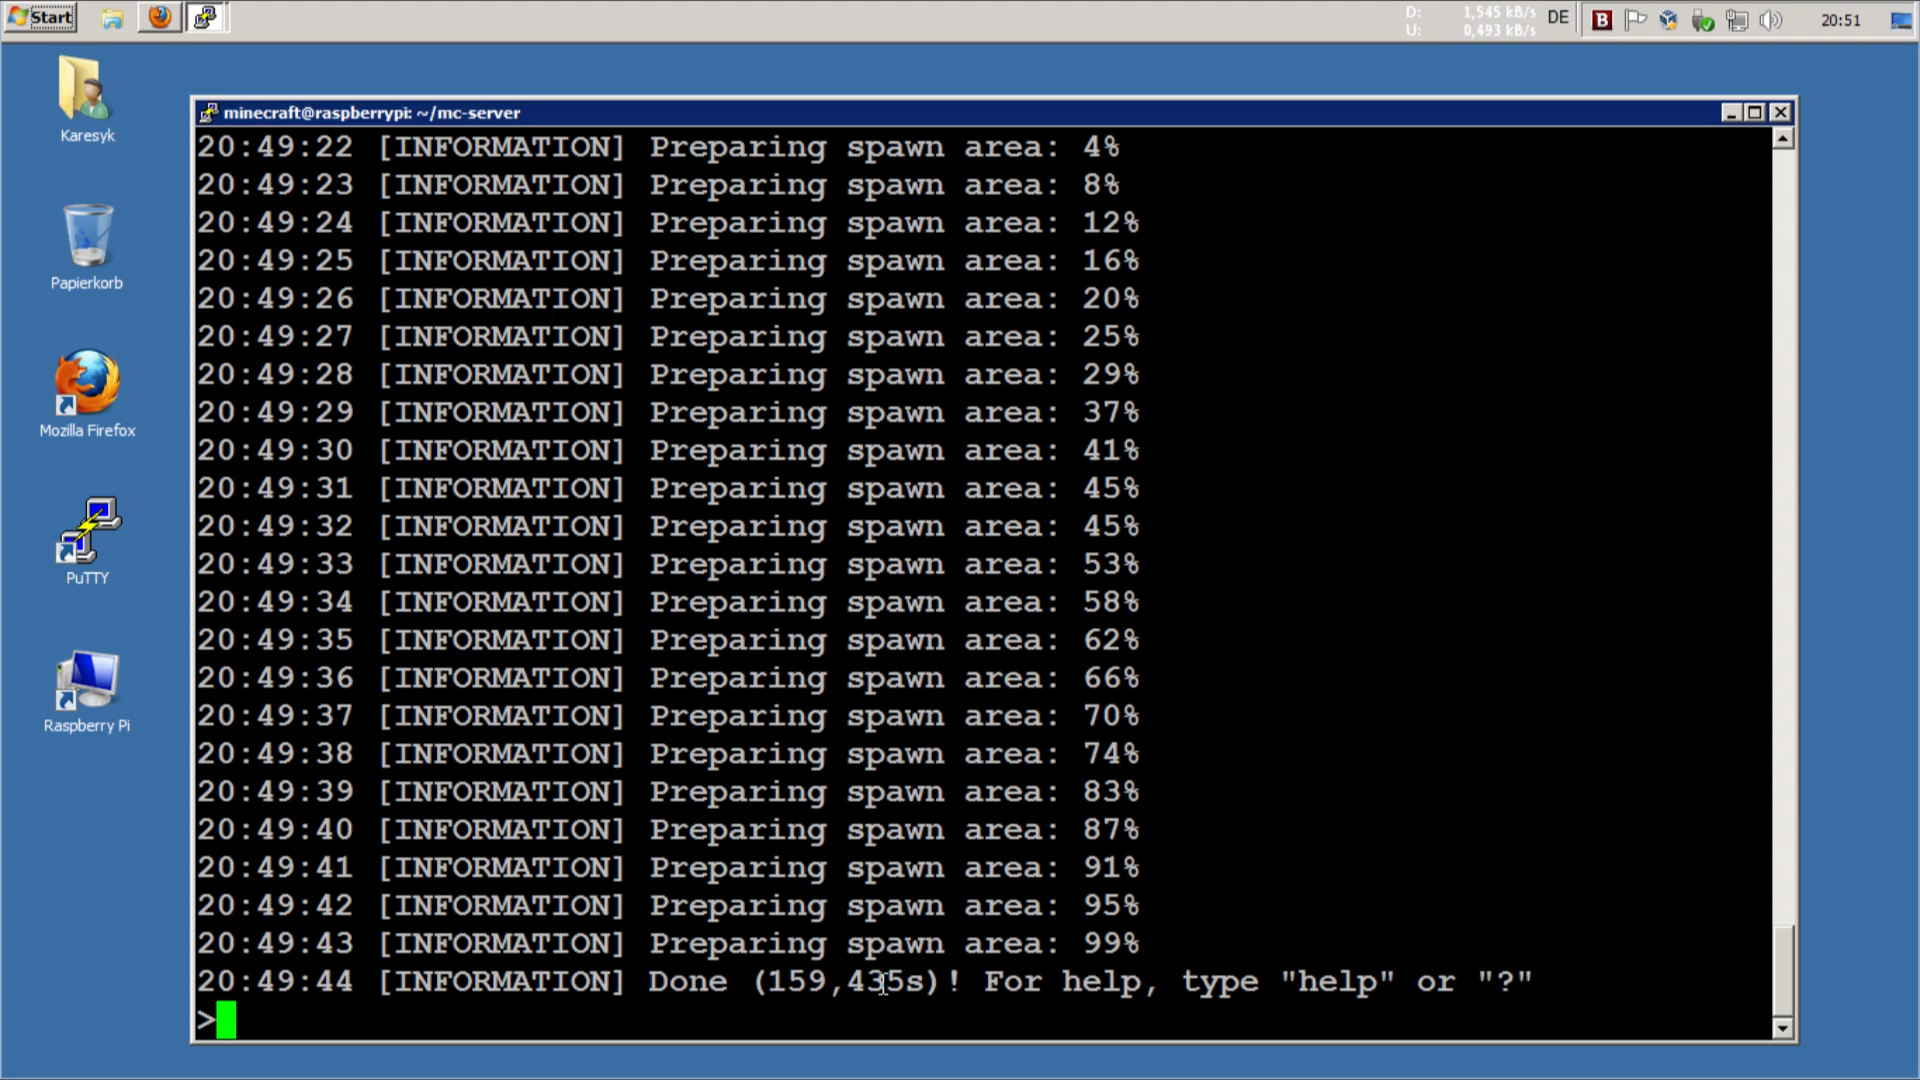 Start
D: 1,545 kB/s DE 20:51
U: 0,493 kB/s
Karesyk
Papierkorb
Mozilla Firefox
PuTTY
Raspberry Pi
minecraft@raspberrypi: ~/mc-server
20:49:22 [INFORMATION] Preparing spawn area: 4%
20:49:23 [INFORMATION] Preparing spawn area: 8%
20:49:24 [INFORMATION] Preparing spawn area: 12%
20:49:25 [INFORMATION] Preparing spawn area: 16%
20:49:26 [INFORMATION] Preparing spawn area: 20%
20:49:27 [INFORMATION] Preparing spawn area: 25%
20:49:28 [INFORMATION] Preparing spawn area: 29%
20:49:29 [INFORMATION] Preparing spawn area: 37%
20:49:30 [INFORMATION] Preparing spawn area: 41%
20:49:31 [INFORMATION] Preparing spawn area: 45%
20:49:32 [INFORMATION] Preparing spawn area: 45%
20:49:33 [INFORMATION] Preparing spawn area: 53%
20:49:34 [INFORMATION] Preparing spawn area: 58%
20:49:35 [INFORMATION] Preparing spawn area: 62%
20:49:36 [INFORMATION] Preparing spawn area: 66%
20:49:37 [INFORMATION] Preparing spawn area: 70%
20:49:38 [INFORMATION] Preparing spawn area: 74%
20:49:39 [INFORMATION] Preparing spawn area: 83%
20:49:40 [INFORMATION] Preparing spawn area: 87%
20:49:41 [INFORMATION] Preparing spawn area: 91%
20:49:42 [INFORMATION] Preparing spawn area: 95%
20:49:43 [INFORMATION] Preparing spawn area: 99%
20:49:44 [INFORMATION] Done (159,435s)! For help, type "help" or "?"
>